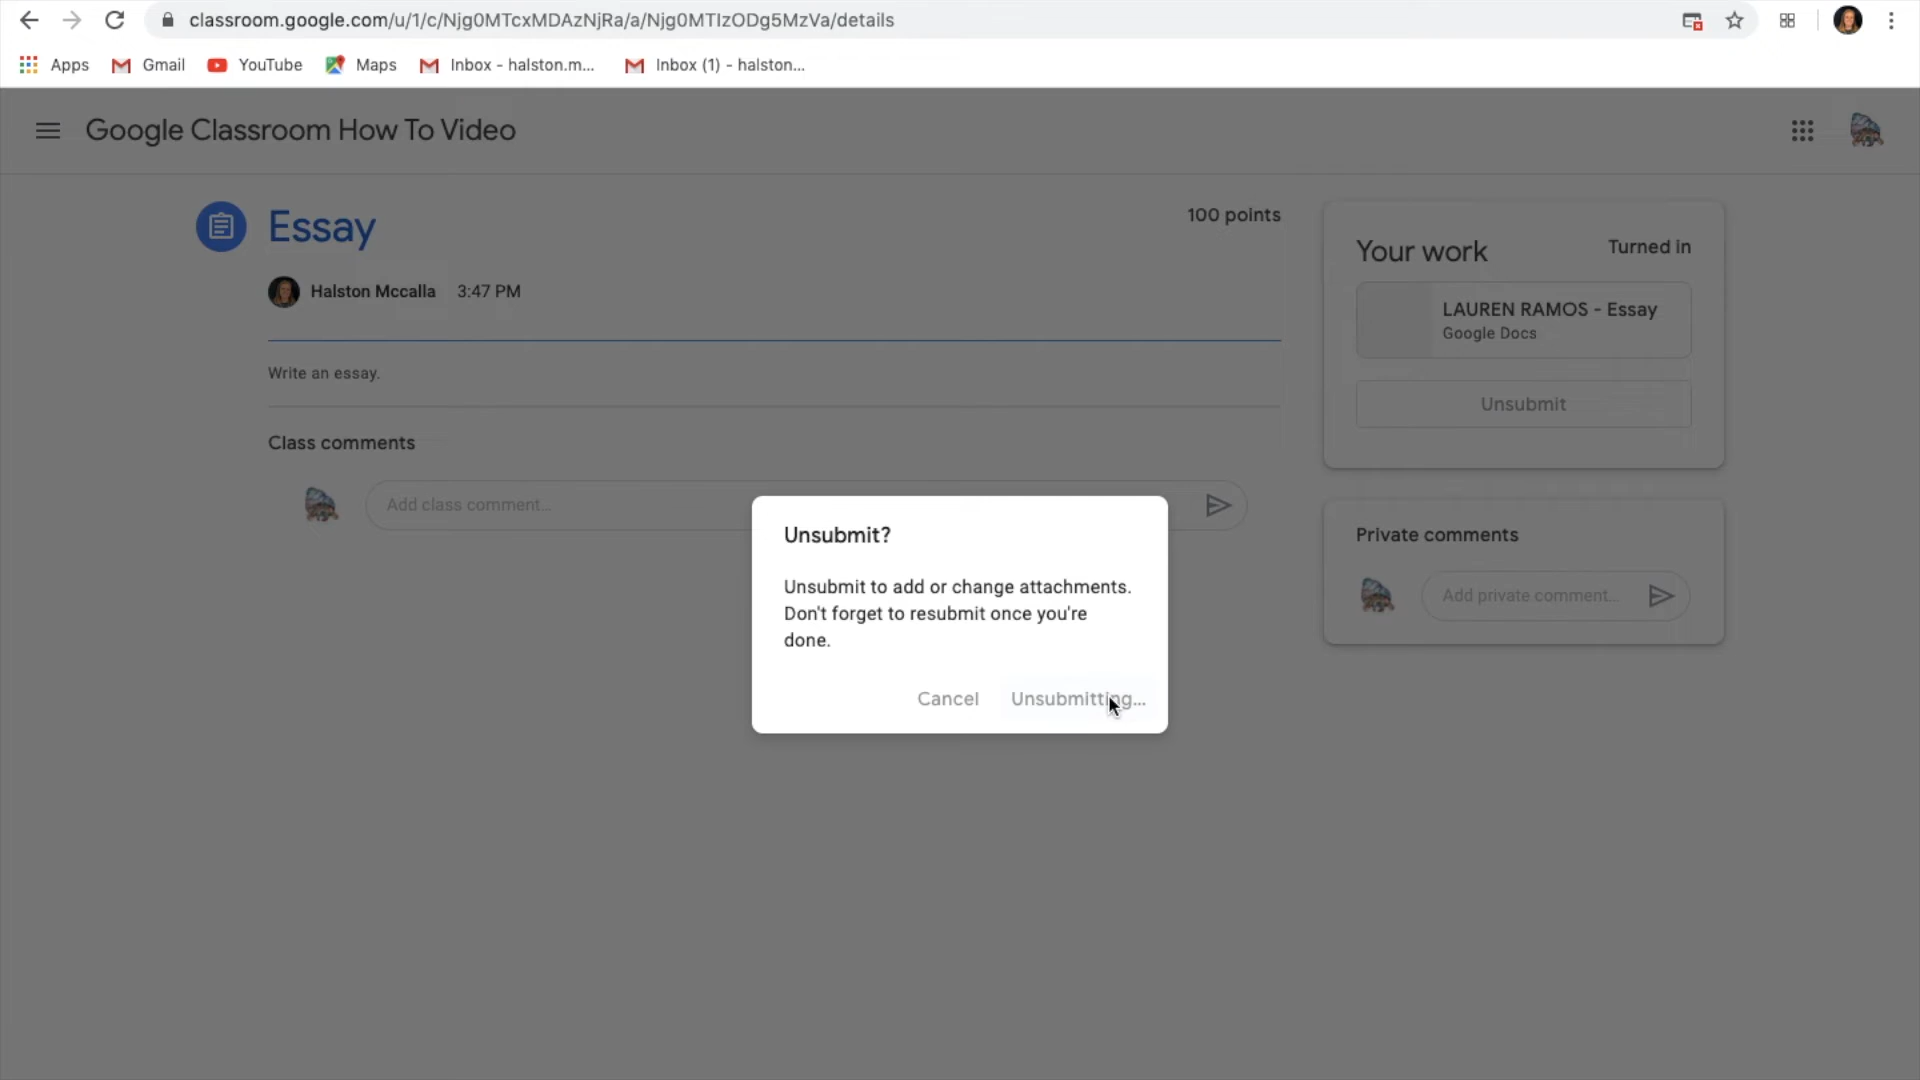 classroom.google.com/u/1/c/Njg0MTcxMDAzNjRa/a/Njg0MTIzODg5MzVa/details
Apps Gmail YouTube Maps Inbox - halston.m... Inbox (1) - halston...
Google Classroom How To Video
Essay
100 points
Halston Mccalla 3:47 PM
Write an essay.
Class comments
Add class comment...
Your work Turned in
LAUREN RAMOS - Essay
Google Docs
Unsubmit
Private comments
Add private comment...
Unsubmit?
Unsubmit to add or change attachments.
Don't forget to resubmit once you're
done.
Cancel Unsubmitting...